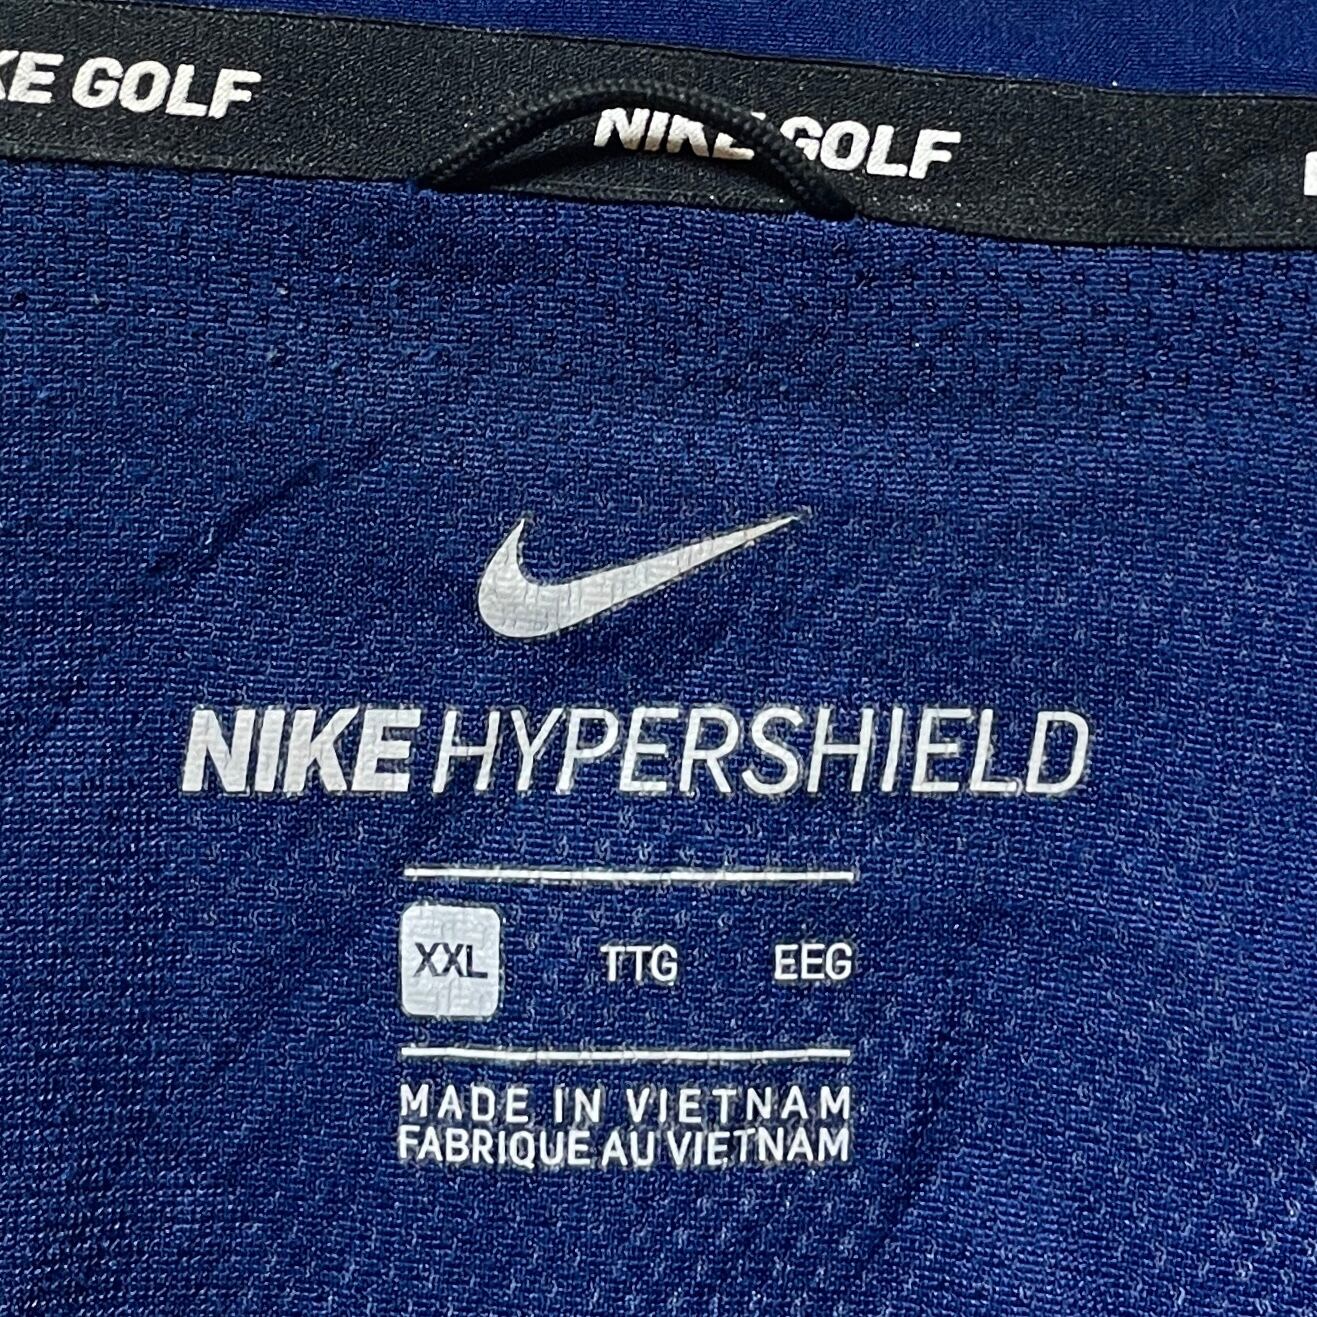 KE GOLF NIKE GOLF
NIKE HYPERSHIELD
XXL TTG EEG
MADE IN VIETNAM
FABRIQUE AU VIETNAM